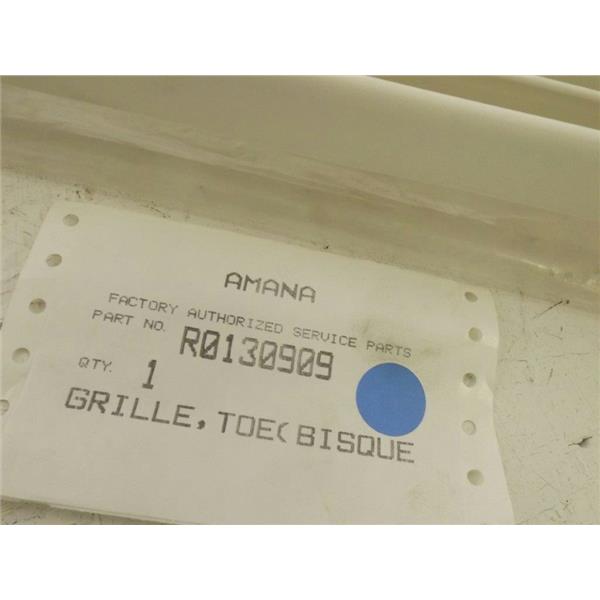 AMANA
FACTORY AUTHORIZED SERVICE PARTS
PART NO. R0130909
QTY. 1
GRILLE, TOE(BISQUE